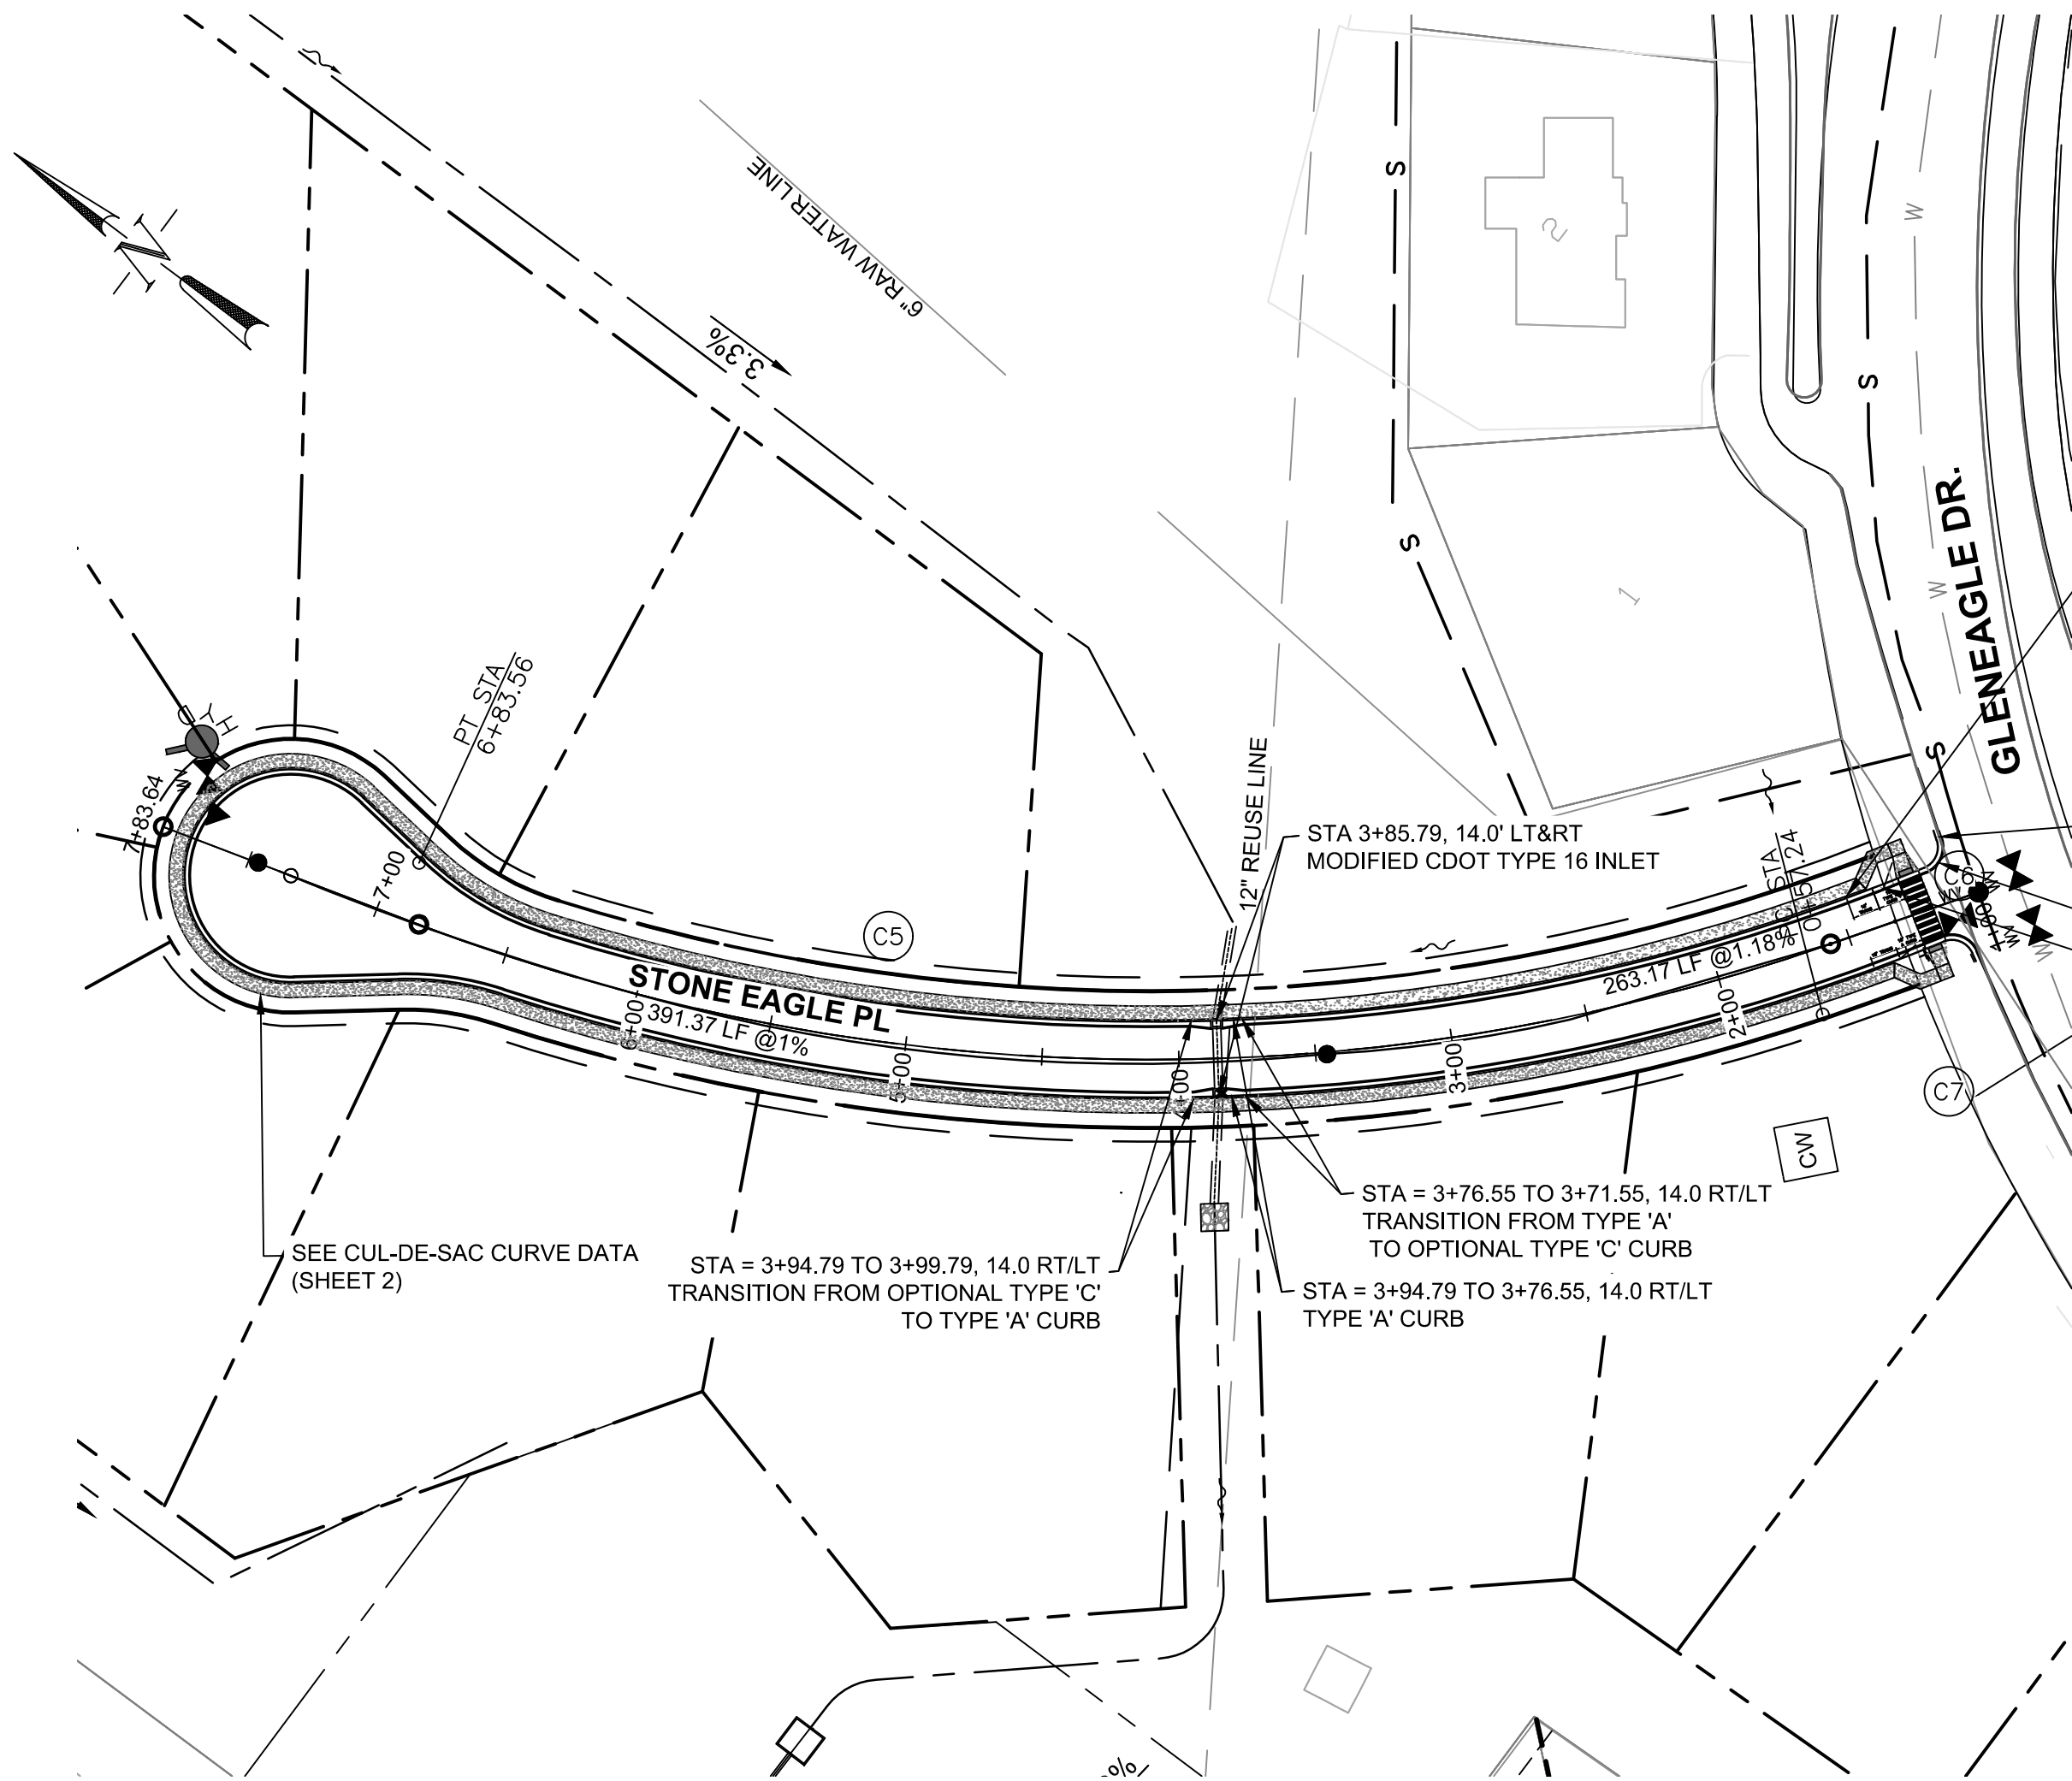 6" RAW WATER LINE
3.3%
S
S
S
S
S
W
W
W
W
2
1
N
GLENEAGLE DR.
PT STA
6+83.56
HYD
7+83.64
7+00
C5
12" REUSE LINE
STA 3+85.79, 14.0' LT&RT
MODIFIED CDOT TYPE 16 INLET
C6
263.17 LF @1.18%
STONE EAGLE PL
391.37 LF @1%
6+00
5+00
4+00
3+00
2+00
C7
CW
SEE CUL-DE-SAC CURVE DATA
(SHEET 2)
STA = 3+94.79 TO 3+99.79, 14.0 RT/LT
TRANSITION FROM OPTIONAL TYPE 'C'
TO TYPE 'A' CURB
STA = 3+76.55 TO 3+71.55, 14.0 RT/LT
TRANSITION FROM TYPE 'A'
TO OPTIONAL TYPE 'C' CURB
STA = 3+94.79 TO 3+76.55, 14.0 RT/LT
TYPE 'A' CURB